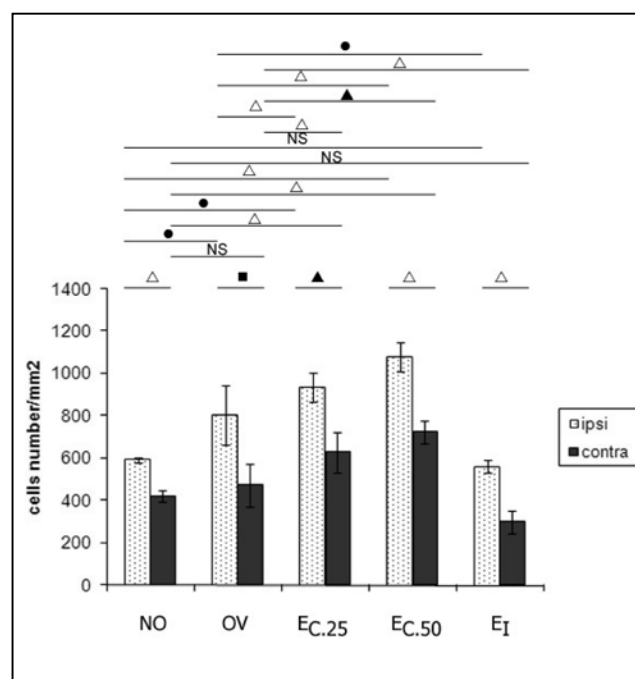 NS
NS
NS
1400
1200
1000
800
600
400
200
0
cells number/mm2
ipsi
contra
NO OV EC.25 EC.50 EI